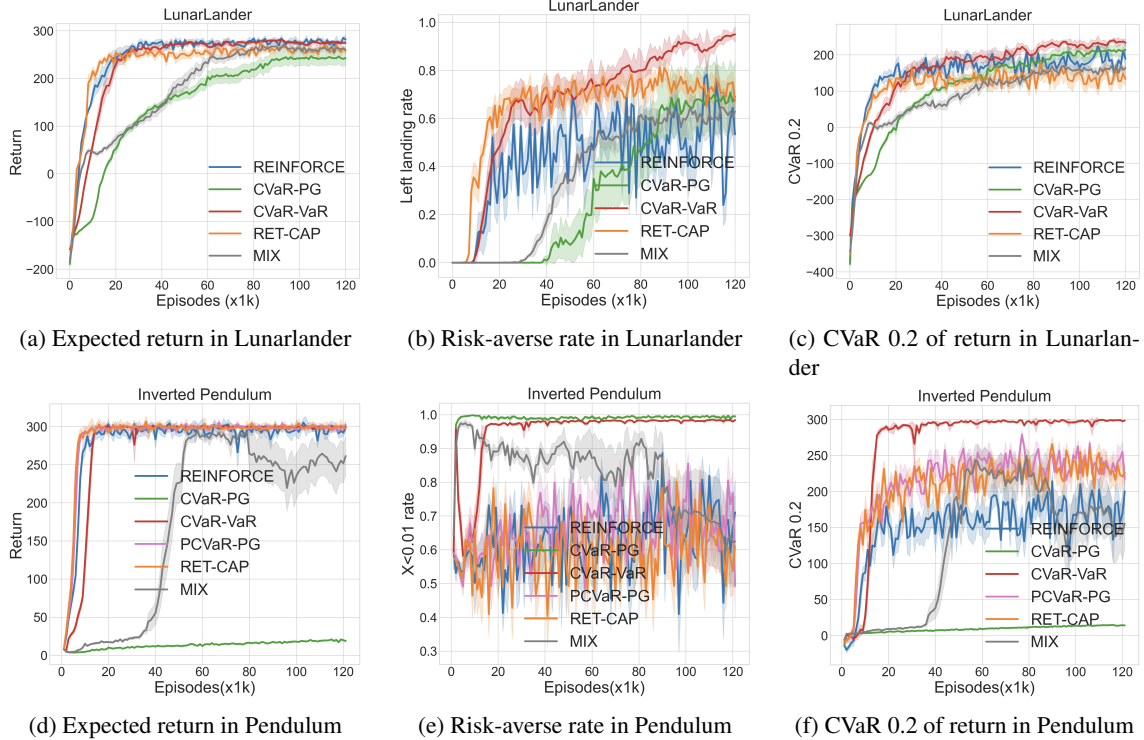 LunarLander
300
200
100
0
−100
−200
Return
REINFORCE
CVaR-PG
CVaR-VaR
RET-CAP
MIX
0 20 40 60 80 100 120
Episodes (x1k)
(a) Expected return in Lunarlander
LunarLander
1.0
0.8
0.6
0.4
0.2
0.0
Left landing rate
REINFORCE
CVaR-PG
CVaR-VaR
RET-CAP
MIX
0 20 40 60 80 100 120
Episodes (x1k)
(b) Risk-averse rate in Lunarlander
LunarLander
200
100
0
−100
−200
−300
−400
CVaR 0.2
REINFORCE
CVaR-PG
CVaR-VaR
RET-CAP
MIX
0 20 40 60 80 100 120
Episodes (x1k)
(c) CVaR 0.2 of return in Lunarlan-
der
Inverted Pendulum
300
250
200
150
100
50
0
Return
REINFORCE
CVaR-PG
CVaR-VaR
PCVaR-PG
RET-CAP
MIX
0 20 40 60 80 100 120
Episodes(x1k)
(d) Expected return in Pendulum
Inverted Pendulum
1.0
0.9
0.8
0.7
0.6
0.5
0.4
0.3
X<0.01 rate
REINFORCE
CVaR-PG
CVaR-VaR
PCVaR-PG
RET-CAP
MIX
0 20 40 60 80 100 120
Episodes(x1k)
(e) Risk-averse rate in Pendulum
Inverted Pendulum
300
250
200
150
100
50
0
CVaR 0.2
REINFORCE
CVaR-PG
CVaR-VaR
PCVaR-PG
RET-CAP
MIX
0 20 40 60 80 100 120
Episodes(x1k)
(f) CVaR 0.2 of return in Pendulum